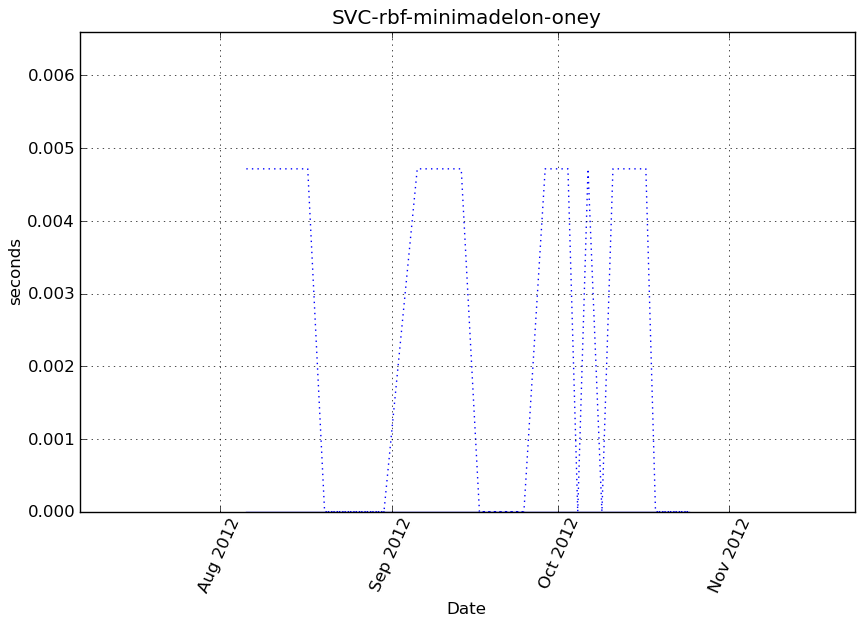 SVC-rbf-minimadelon-oney
0.006
0.005
0.004
0.003
0.002
0.001
0.000
seconds
Aug 2012
Sep 2012
Oct 2012
Nov 2012
Date